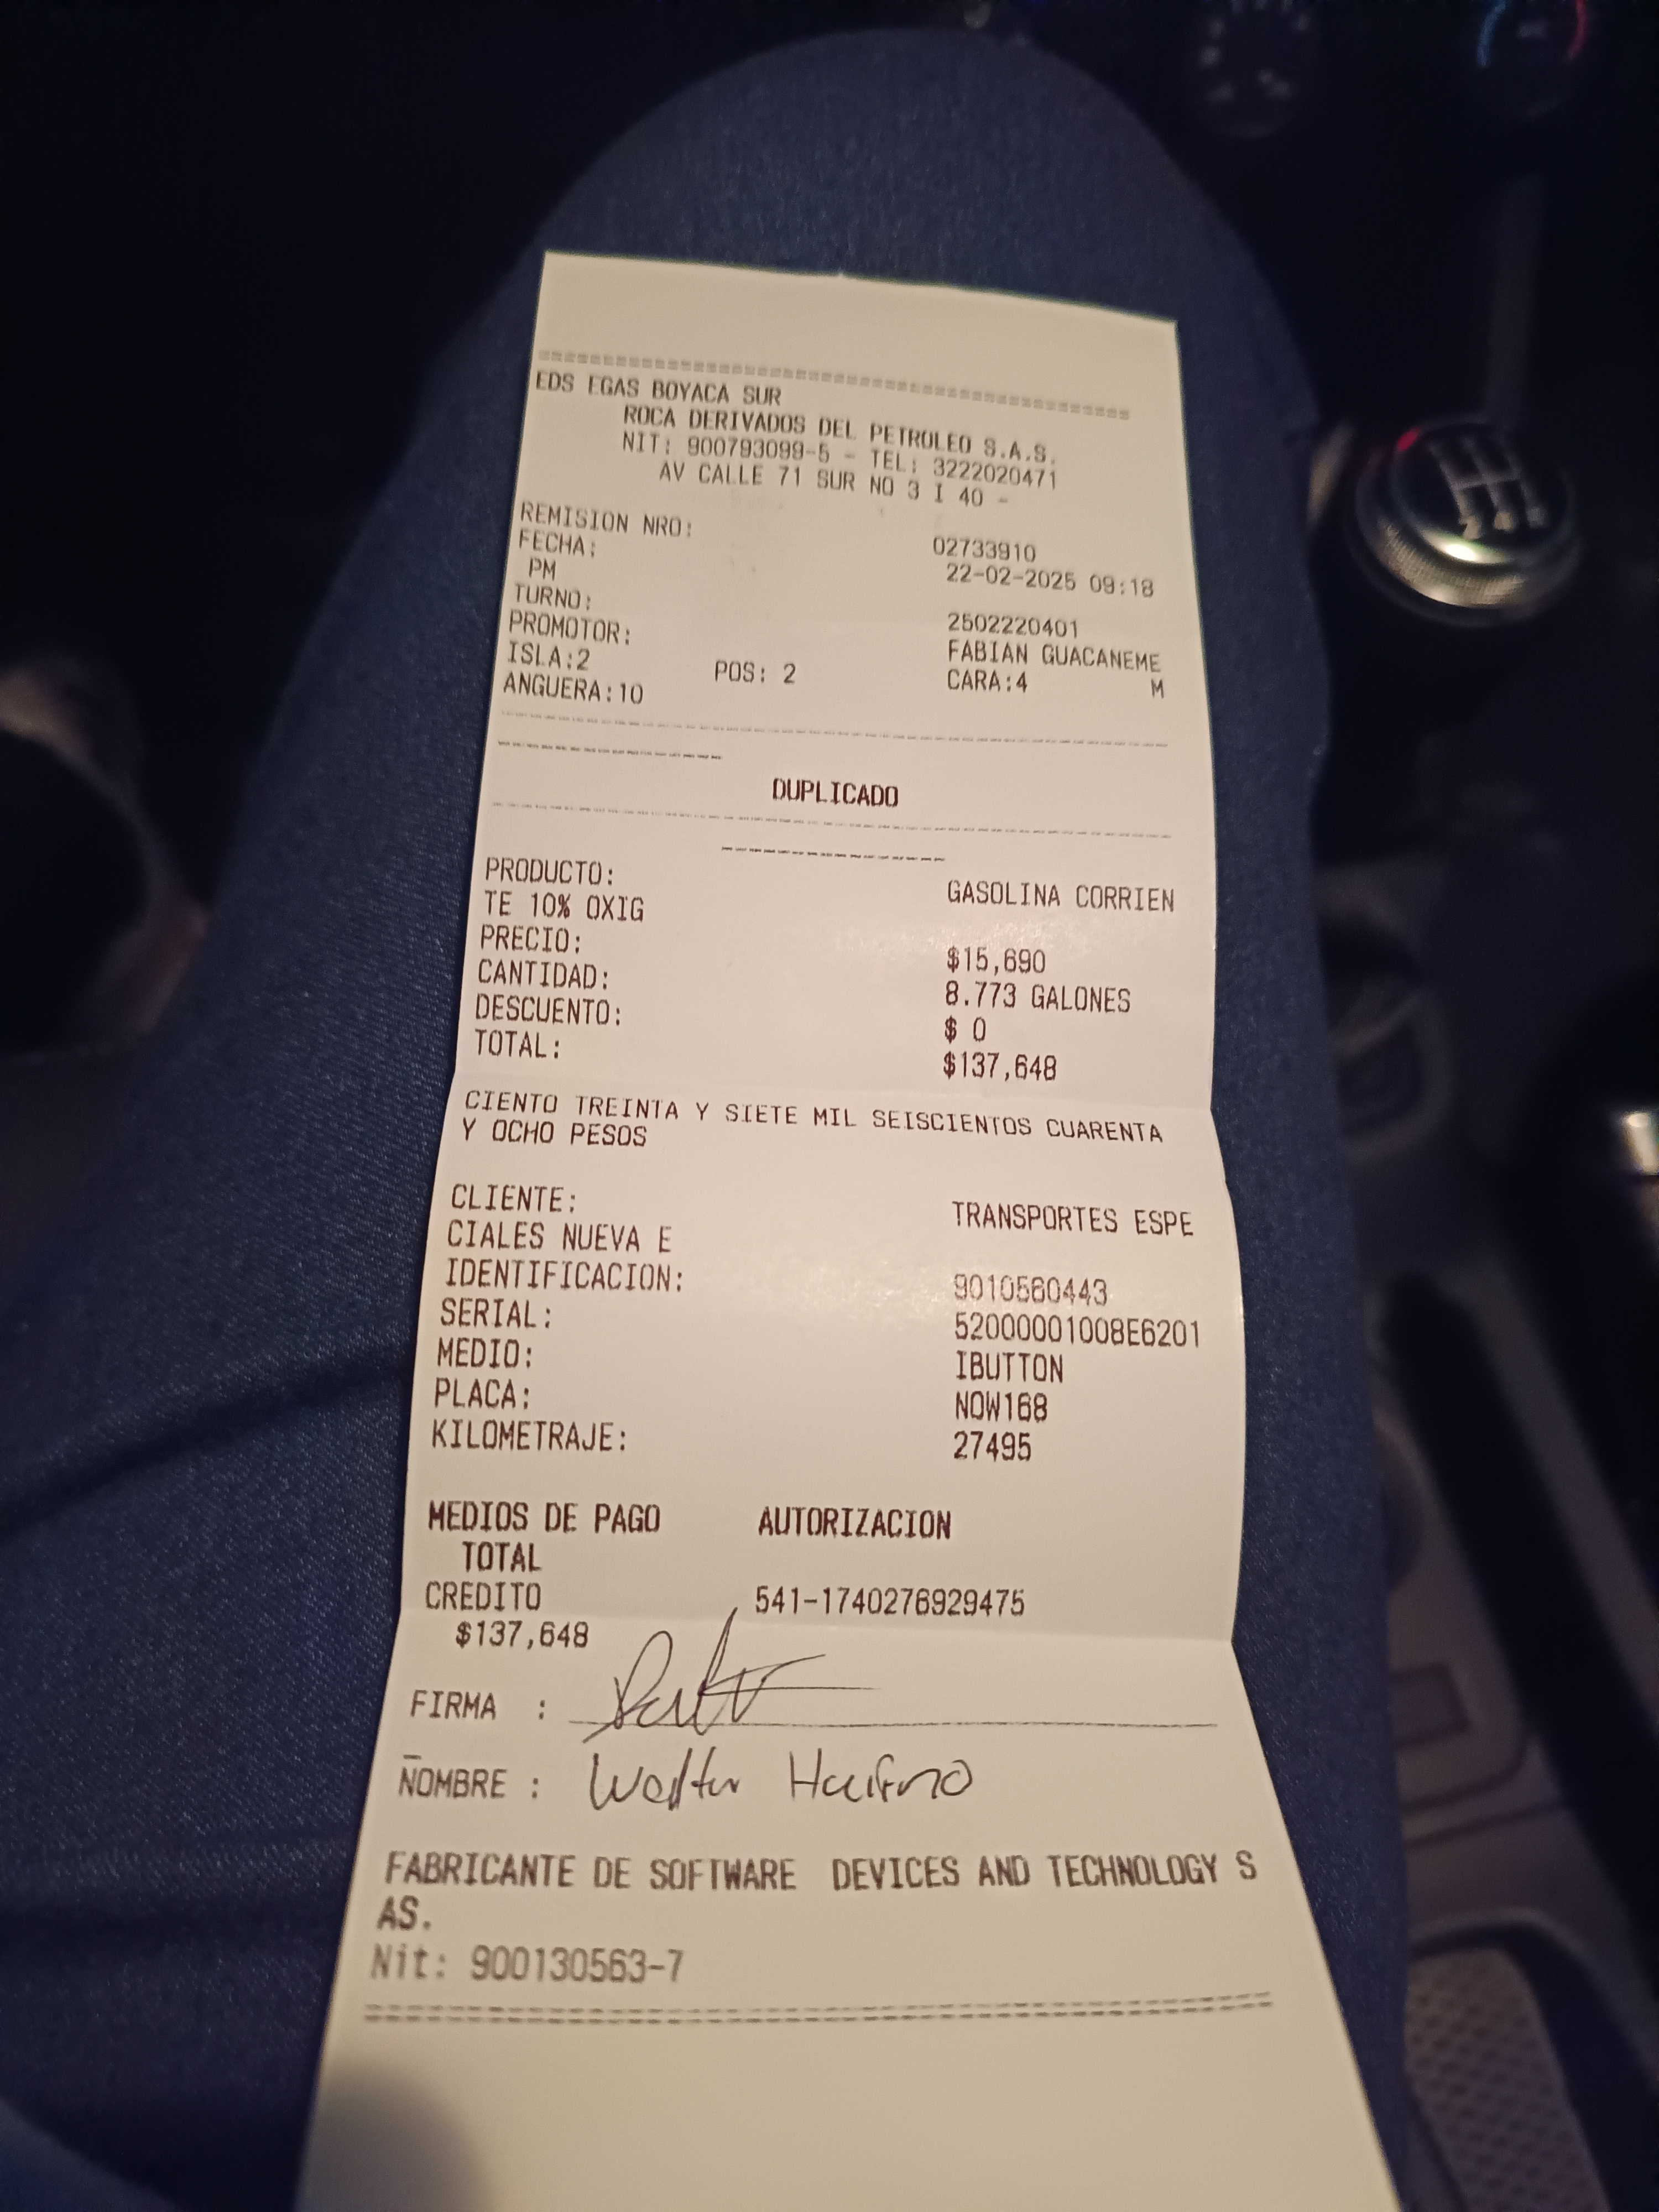 EDS EGAS BOYACA SUR
ROCA DERIVADOS DEL PETROLEO S.A.S.
NIT: 900793099-5 - TEL: 3222020471
AV CALLE 71 SUR NO 3 I 40 -
REMISION NRO: 02733910
FECHA: 22-02-2025 09:18
PM
TURNO: 2502220401
PROMOTOR: FABIAN GUACANEME
ISLA:2 POS: 2 CARA:4 M
ANGUERA:10
DUPLICADO
PRODUCTO: GASOLINA CORRIEN
TE 10% OXIG
PRECIO: $15,690
CANTIDAD: 8.773 GALONES
DESCUENTO: $ 0
TOTAL: $137,648
CIENTO TREINTA Y SIETE MIL SEISCIENTOS CUARENTA
Y OCHO PESOS
CLIENTE: TRANSPORTES ESPE
CIALES NUEVA E
IDENTIFICACION: 9010560443
SERIAL: 52000001008E6201
MEDIO: IBUTTON
PLACA: NOW168
KILOMETRAJE: 27495
MEDIOS DE PAGO AUTORIZACION
TOTAL
CREDITO 541-1740276929475
$137,648
FIRMA :
NOMBRE : Walter
FABRICANTE DE SOFTWARE DEVICES AND TECHNOLOGY S
AS.
Nit: 900130563-7